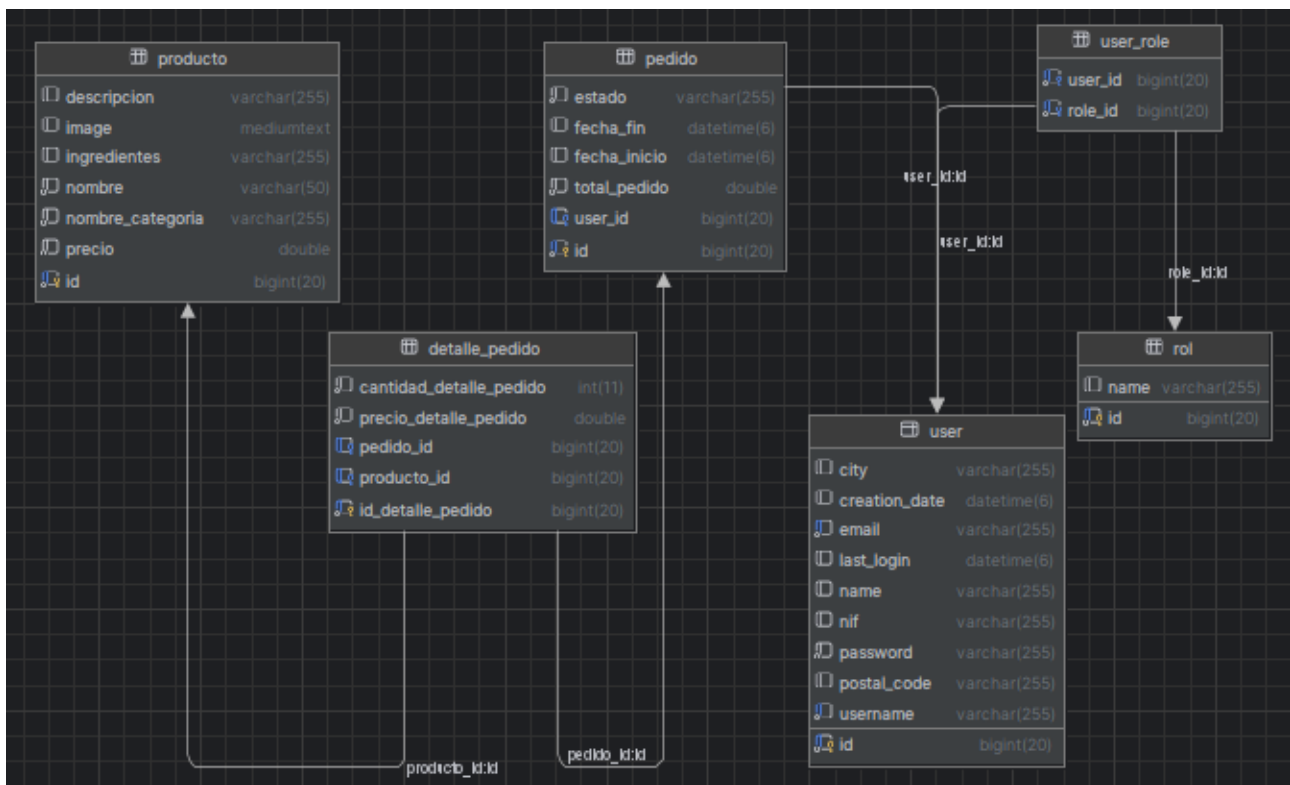 producto
descripcion varchar(255)
image mediumtext
ingredientes varchar(255)
nombre varchar(50)
nombre_categoria varchar(255)
precio double
id bigint(20)
pedido
estado varchar(255)
fecha_fin datetime(6)
fecha_inicio datetime(6)
total_pedido double
user_id bigint(20)
id bigint(20)
user_role
user_id bigint(20)
role_id bigint(20)
user_id:id
user_id:id
role_id:id
detalle_pedido
cantidad_detalle_pedido int(11)
precio_detalle_pedido double
pedido_id bigint(20)
producto_id bigint(20)
id_detalle_pedido bigint(20)
rol
name varchar(255)
id bigint(20)
user
city varchar(255)
creation_date datetime(6)
email varchar(255)
last_login datetime(6)
name varchar(255)
nif varchar(255)
password varchar(255)
postal_code varchar(255)
username varchar(255)
id bigint(20)
producto_id:id
pedido_id:id